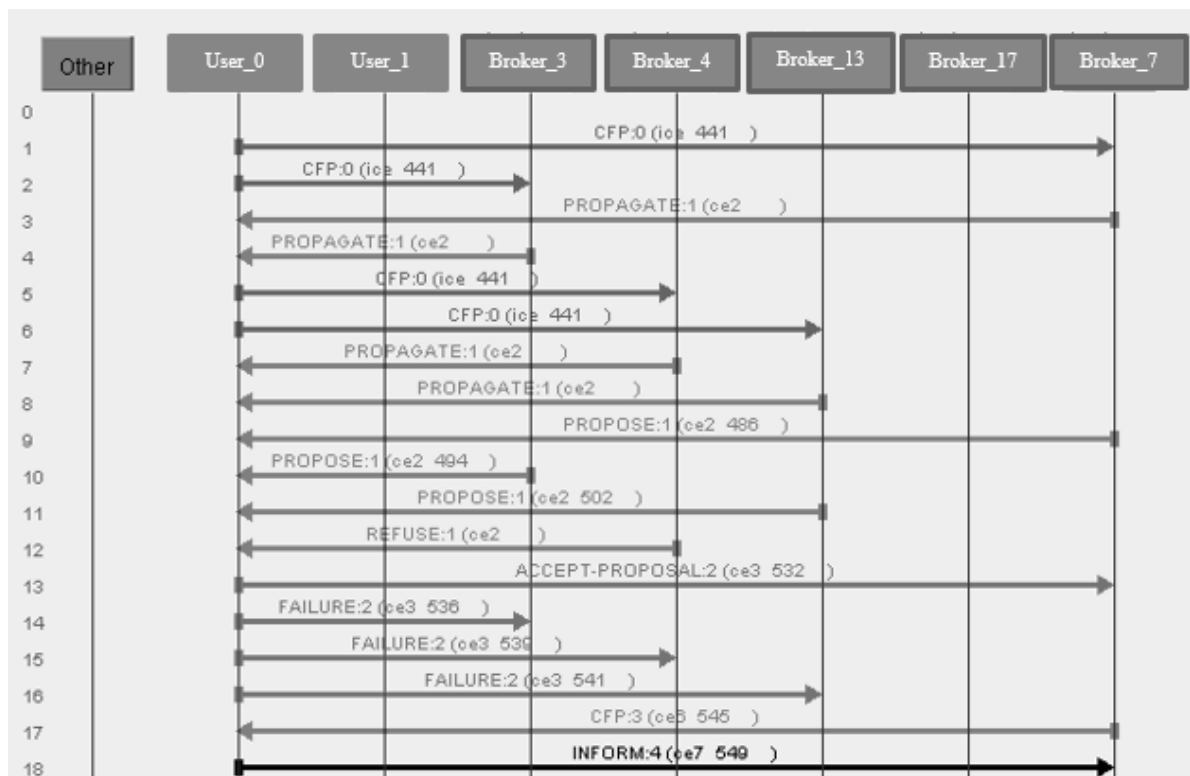 Other User_0 User_1 Broker_3 Broker_4 Broker_13 Broker_17 Broker_7
0
CFP:0 (ice 441 )
1
CFP:0 (ice 441 )
2
PROPAGATE:1 (ce2 )
3
PROPAGATE:1 (ce2 )
4
CFP:0 (ice 441 )
5
CFP:0 (ice 441 )
6
PROPAGATE:1 (ce2 )
7
PROPAGATE:1 (ce2 )
8
PROPOSE:1 (ce2 486 )
9
PROPOSE:1 (ce2 494 )
10
PROPOSE:1 (ce2 502 )
11
REFUSE:1 (ce2 )
12
ACCEPT-PROPOSAL:2 (ce3 532 )
13
FAILURE:2 (ce3 536 )
14
FAILURE:2 (ce3 539 )
15
FAILURE:2 (ce3 541 )
16
CFP:3 (ce6 545 )
17
INFORM:4 (ce7 549 )
18